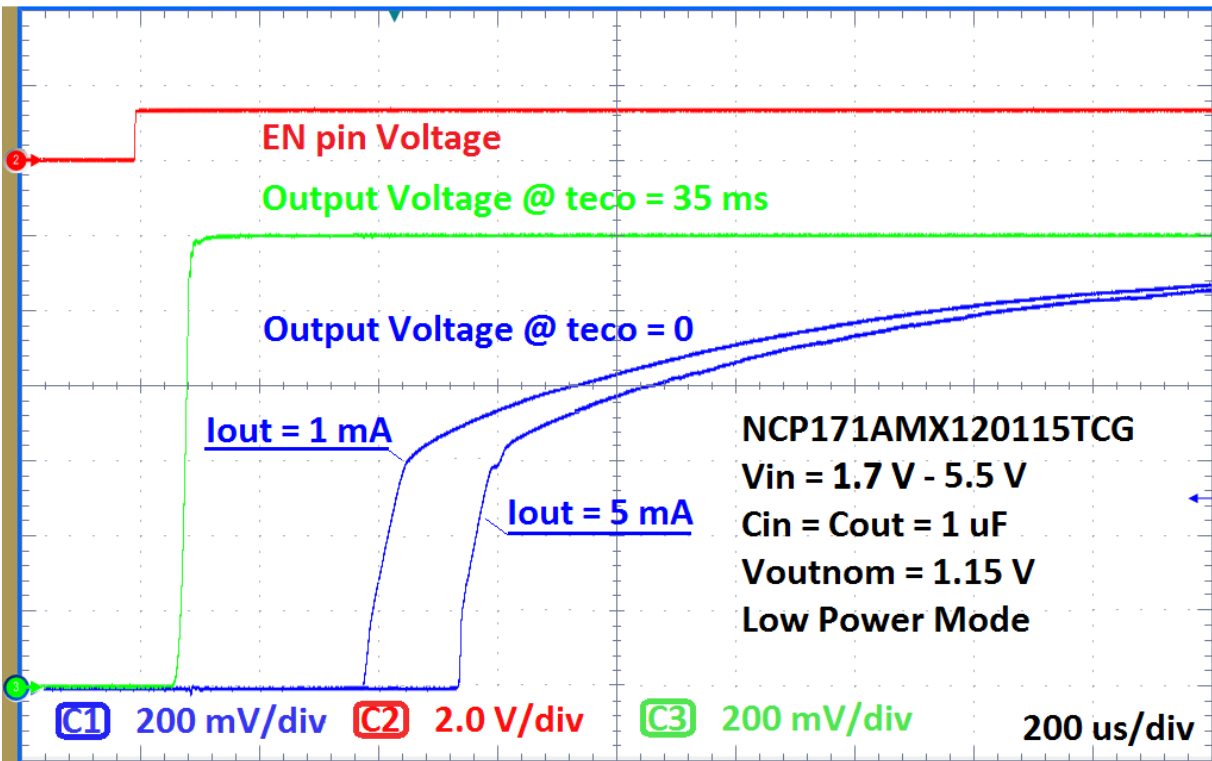 2
EN pin Voltage
Output Voltage @ teco = 35 ms
Output Voltage @ teco = 0
Iout = 1 mA
Iout = 5 mA
NCP171AMX120115TCG
Vin = 1.7 V - 5.5 V
Cin = Cout = 1 uF
Voutnom = 1.15 V
Low Power Mode
3
C1 200 mV/div C2 2.0 V/div C3 200 mV/div 200 us/div